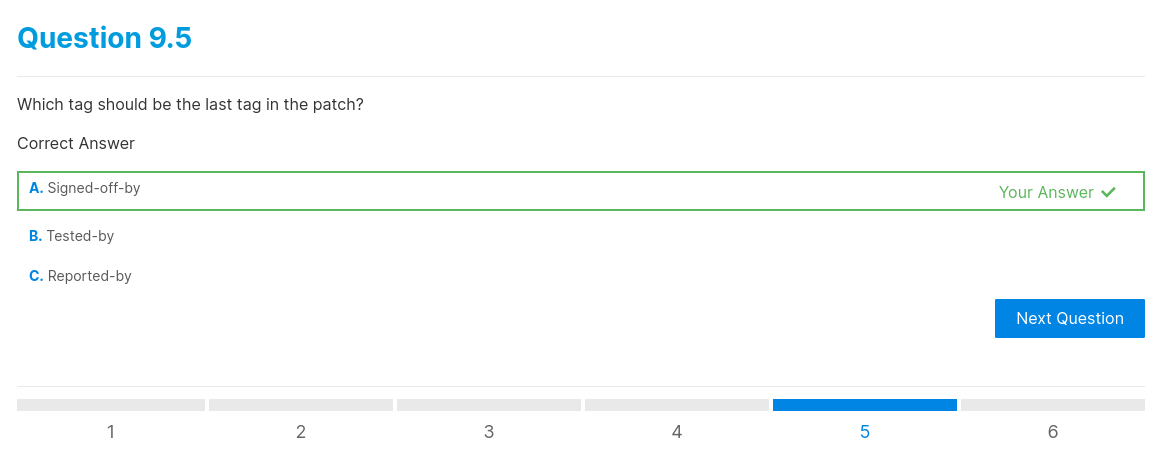 Question 9.5
Which tag should be the last tag in the patch?
Correct Answer
A. Signed-off-by
Your Answer
B. Tested-by
C. Reported-by
Next Question
1 2 3 4 5 6